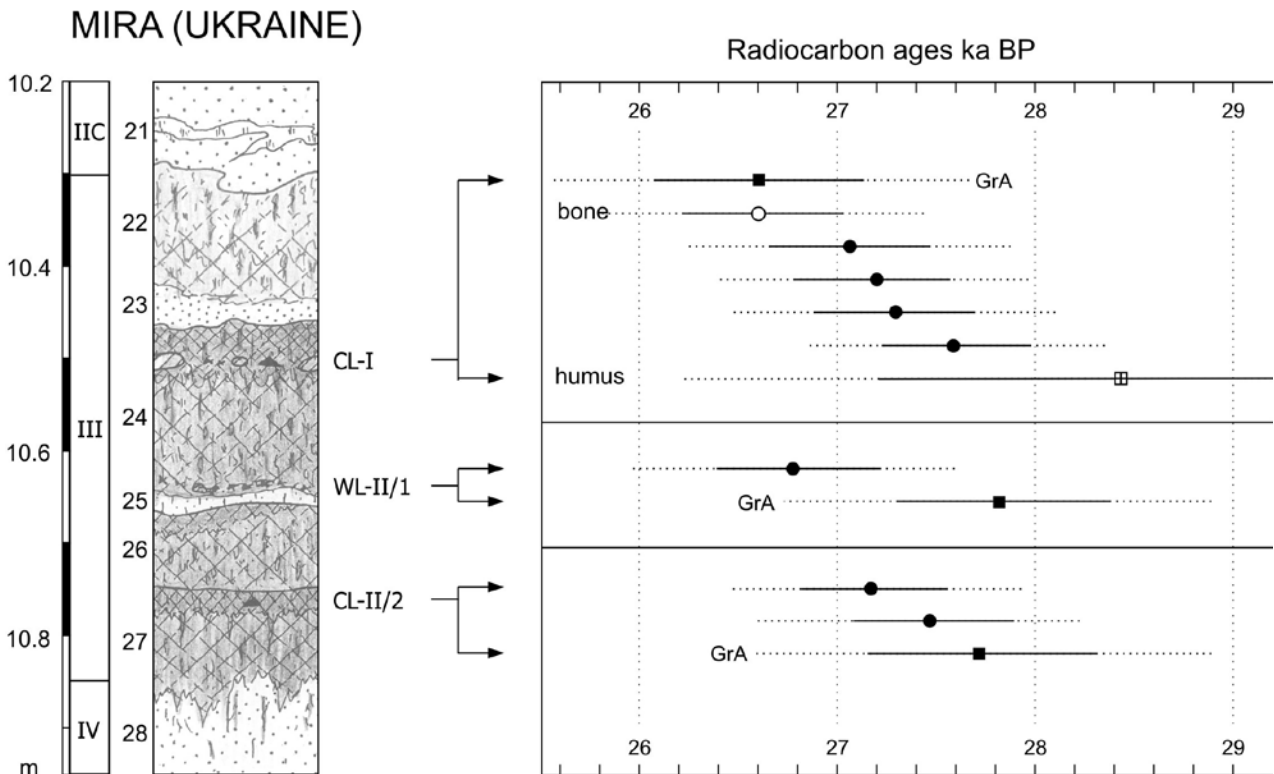 MIRA (UKRAINE)
Radiocarbon ages ka BP
10.2
10.4
10.6
10.8
m
IIC
III
IV
21
22
23
24
25
26
27
28
CL-I
WL-II/1
CL-II/2
26 27 28 29
GrA
bone
humus
GrA
GrA
26 27 28 29